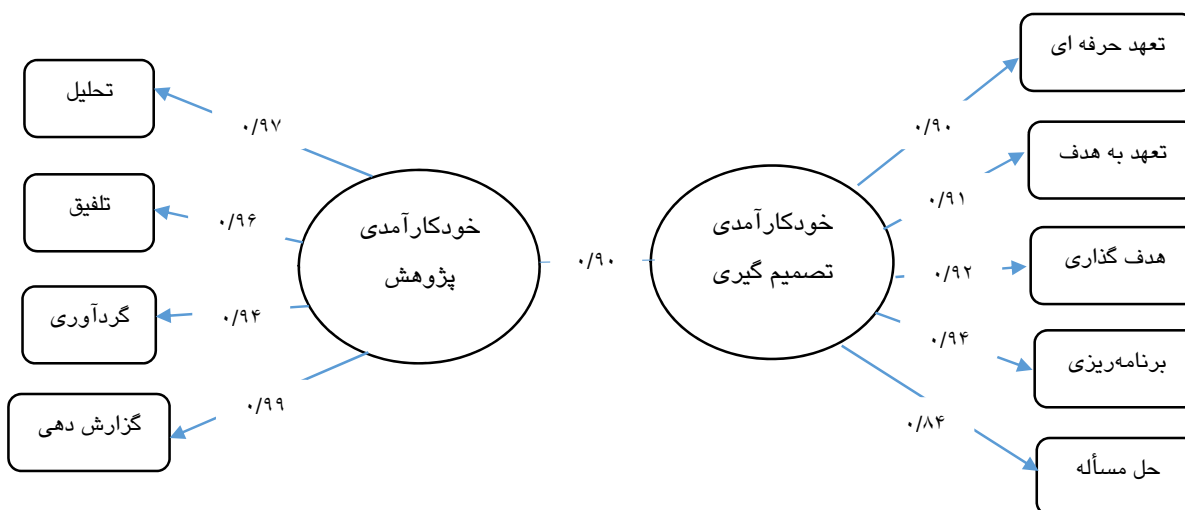 تعهد حرفه ای
تعهد به هدف
هدف گذاری
برنامه‌ریزی
حل مسأله
۰/۹۰
۰/۹۱
۰/۹۲
۰/۹۴
۰/۸۴
خودکارآمدی
تصمیم گیری
۰/۹۰
خودکارآمدی
پژوهش
۰/۹۷
۰/۹۶
۰/۹۴
۰/۹۹
تحلیل
تلفیق
گردآوری
گزارش دهی